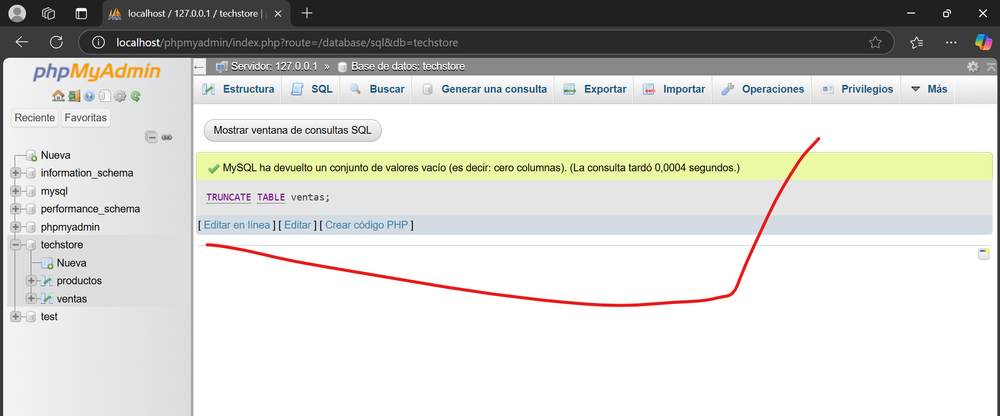 localhost / 127.0.0.1 / techstore |
localhost/phpmyadmin/index.php?route=/database/sql&db=techstore
phpMyAdmin
Reciente Favoritas
Nueva
information_schema
mysql
performance_schema
phpmyadmin
techstore
Nueva
productos
ventas
test
Servidor: 127.0.0.1 » Base de datos: techstore
Estructura SQL Buscar Generar una consulta Exportar Importar Operaciones Privilegios Más
Mostrar ventana de consultas SQL
MySQL ha devuelto un conjunto de valores vacío (es decir: cero columnas). (La consulta tardó 0,0004 segundos.)
TRUNCATE TABLE ventas;
[ Editar en línea ] [ Editar ] [ Crear código PHP ]